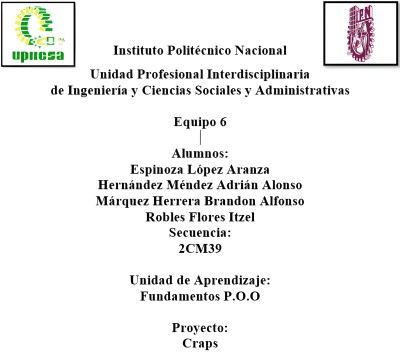 upiicsa
IPN
Instituto Politécnico Nacional
Unidad Profesional Interdisciplinaria
de Ingeniería y Ciencias Sociales y Administrativas
Equipo 6
Alumnos:
Espinoza López Aranza
Hernández Méndez Adrián Alonso
Márquez Herrera Brandon Alfonso
Robles Flores Itzel
Secuencia:
2CM39
Unidad de Aprendizaje:
Fundamentos P.O.O
Proyecto:
Craps